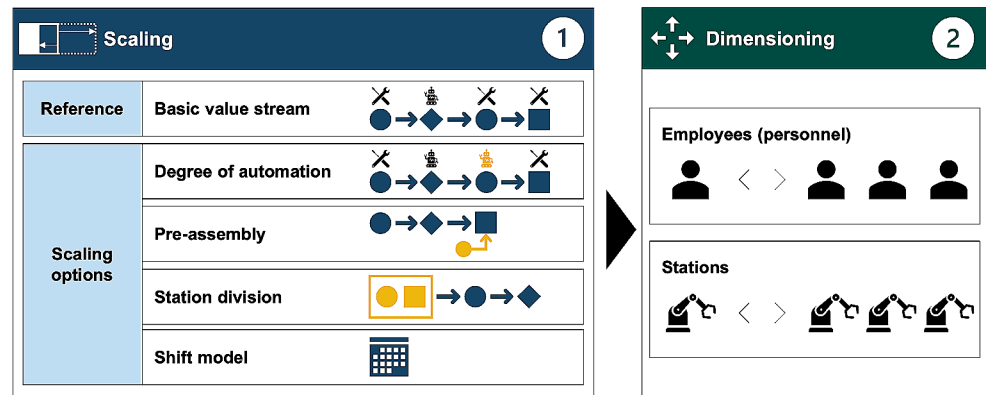 Scaling
1
Reference
Basic value stream
Scaling
options
Degree of automation
Pre-assembly
Station division
Shift model
Dimensioning
2
Employees (personnel)
< >
Stations
< >